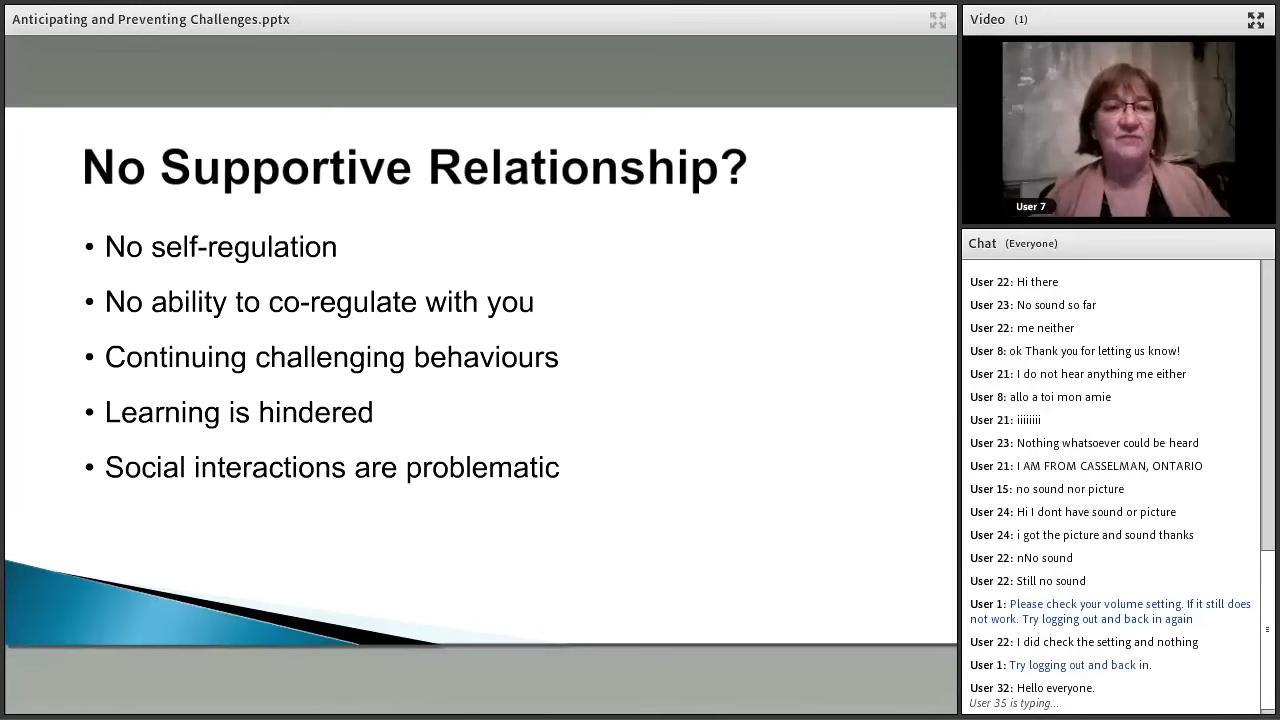 Anticipating and Preventing Challenges.pptx
No Supportive Relationship?
• No self-regulation
• No ability to co-regulate with you
• Continuing challenging behaviours
• Learning is hindered
• Social interactions are problematic
Video (1)
User 7
Chat (Everyone)
User 22: Hi there
User 23: No sound so far
User 22: me neither
User 8: ok Thank you for letting us know!
User 21: I do not hear anything me either
User 8: allo a toi mon amie
User 21: iiiiiiii
User 23: Nothing whatsoever could be heard
User 21: I AM FROM CASSELMAN, ONTARIO
User 15: no sound nor picture
User 24: Hi I dont have sound or picture
User 24: i got the picture and sound thanks
User 22: nNo sound
User 22: Still no sound
User 1: Please check your volume setting. If it still does
not work. Try logging out and back in again
User 22: I did check the setting and nothing
User 1: Try logging out and back in.
User 32: Hello everyone.
User 35 is typing...